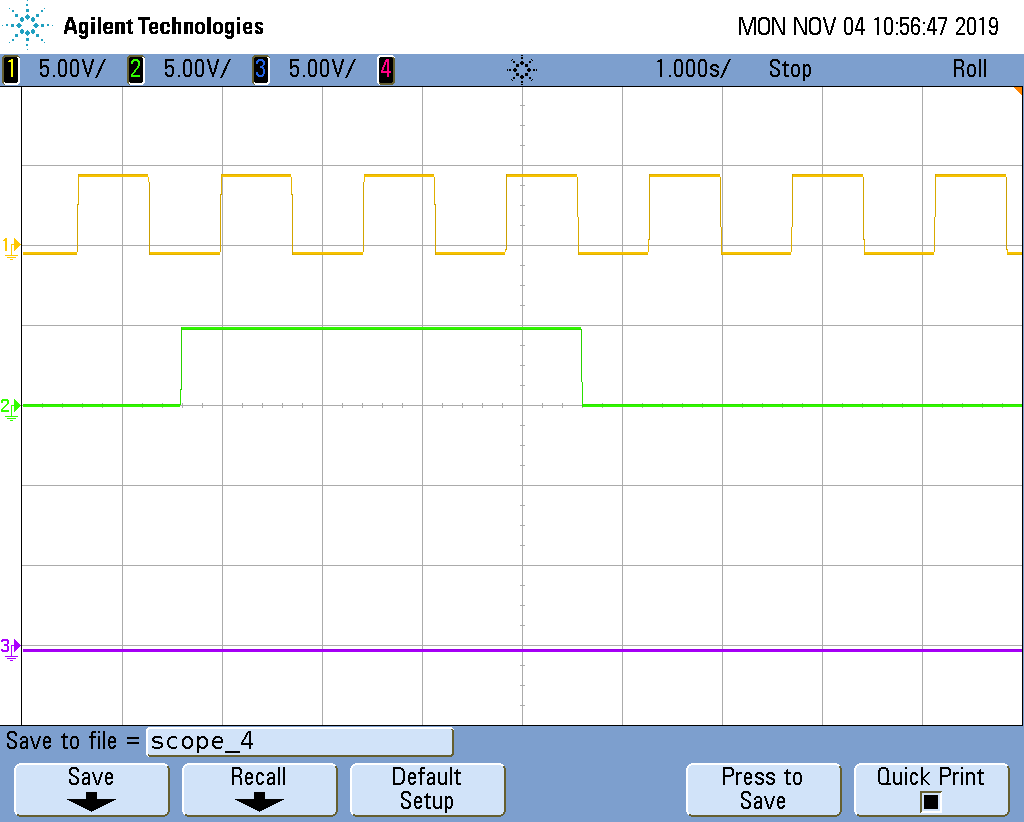 Agilent Technologies MON NOV 04 10:56:47 2019
1 5.00V/ 2 5.00V/ 3 5.00V/ 4 1.000s/ Stop Roll
1
2
3
Save to file = scope_4
Save Recall Default Setup Press to Save Quick Print